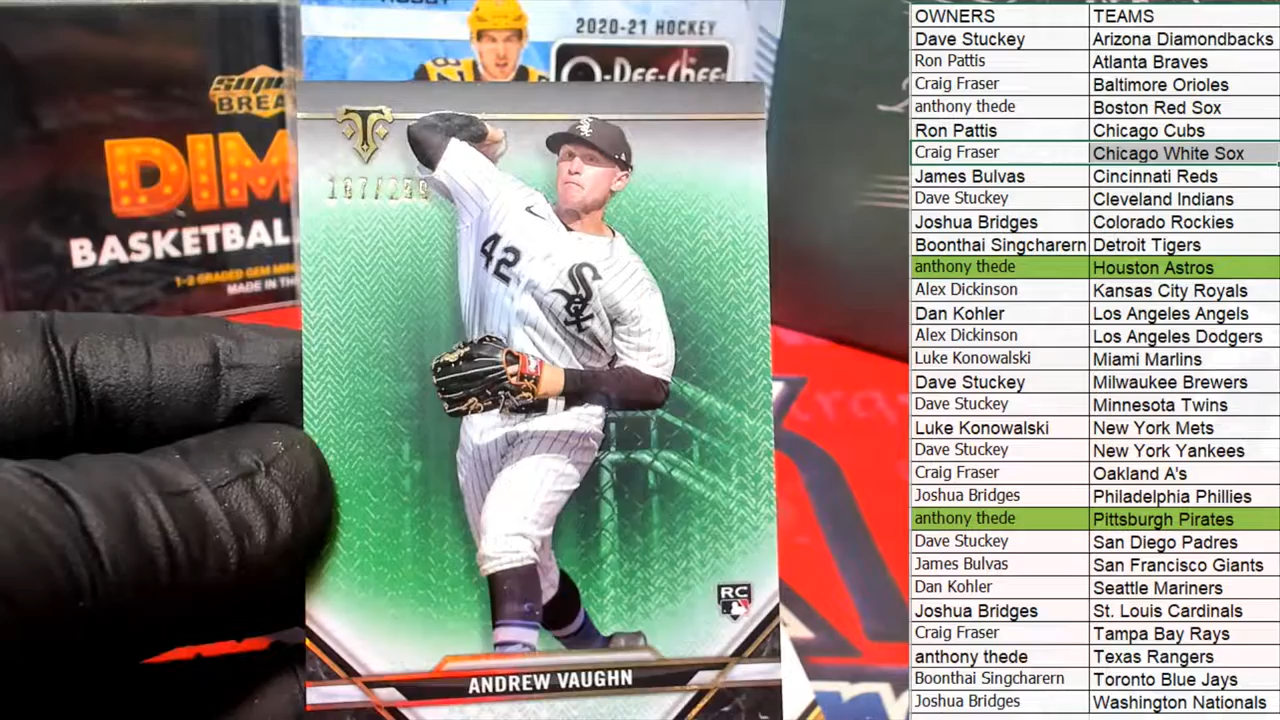 2020-21 HOCKEY
O-Pee-Chee
BREA
DIM
BASKETBAL
1-2 GRADED GEM MIN
MADE IN TH
42
RC
ANDREW VAUGHN
OWNERS TEAMS
Dave Stuckey Arizona Diamondbacks
Ron Pattis Atlanta Braves
Craig Fraser Baltimore Orioles
anthony thede Boston Red Sox
Ron Pattis Chicago Cubs
Craig Fraser Chicago White Sox
James Bulvas Cincinnati Reds
Dave Stuckey Cleveland Indians
Joshua Bridges Colorado Rockies
Boonthai Singcharern Detroit Tigers
anthony thede Houston Astros
Alex Dickinson Kansas City Royals
Dan Kohler Los Angeles Angels
Alex Dickinson Los Angeles Dodgers
Luke Konowalski Miami Marlins
Dave Stuckey Milwaukee Brewers
Dave Stuckey Minnesota Twins
Luke Konowalski New York Mets
Dave Stuckey New York Yankees
Craig Fraser Oakland A's
Joshua Bridges Philadelphia Phillies
anthony thede Pittsburgh Pirates
Dave Stuckey San Diego Padres
James Bulvas San Francisco Giants
Dan Kohler Seattle Mariners
Joshua Bridges St. Louis Cardinals
Craig Fraser Tampa Bay Rays
anthony thede Texas Rangers
Boonthai Singcharern Toronto Blue Jays
Joshua Bridges Washington Nationals